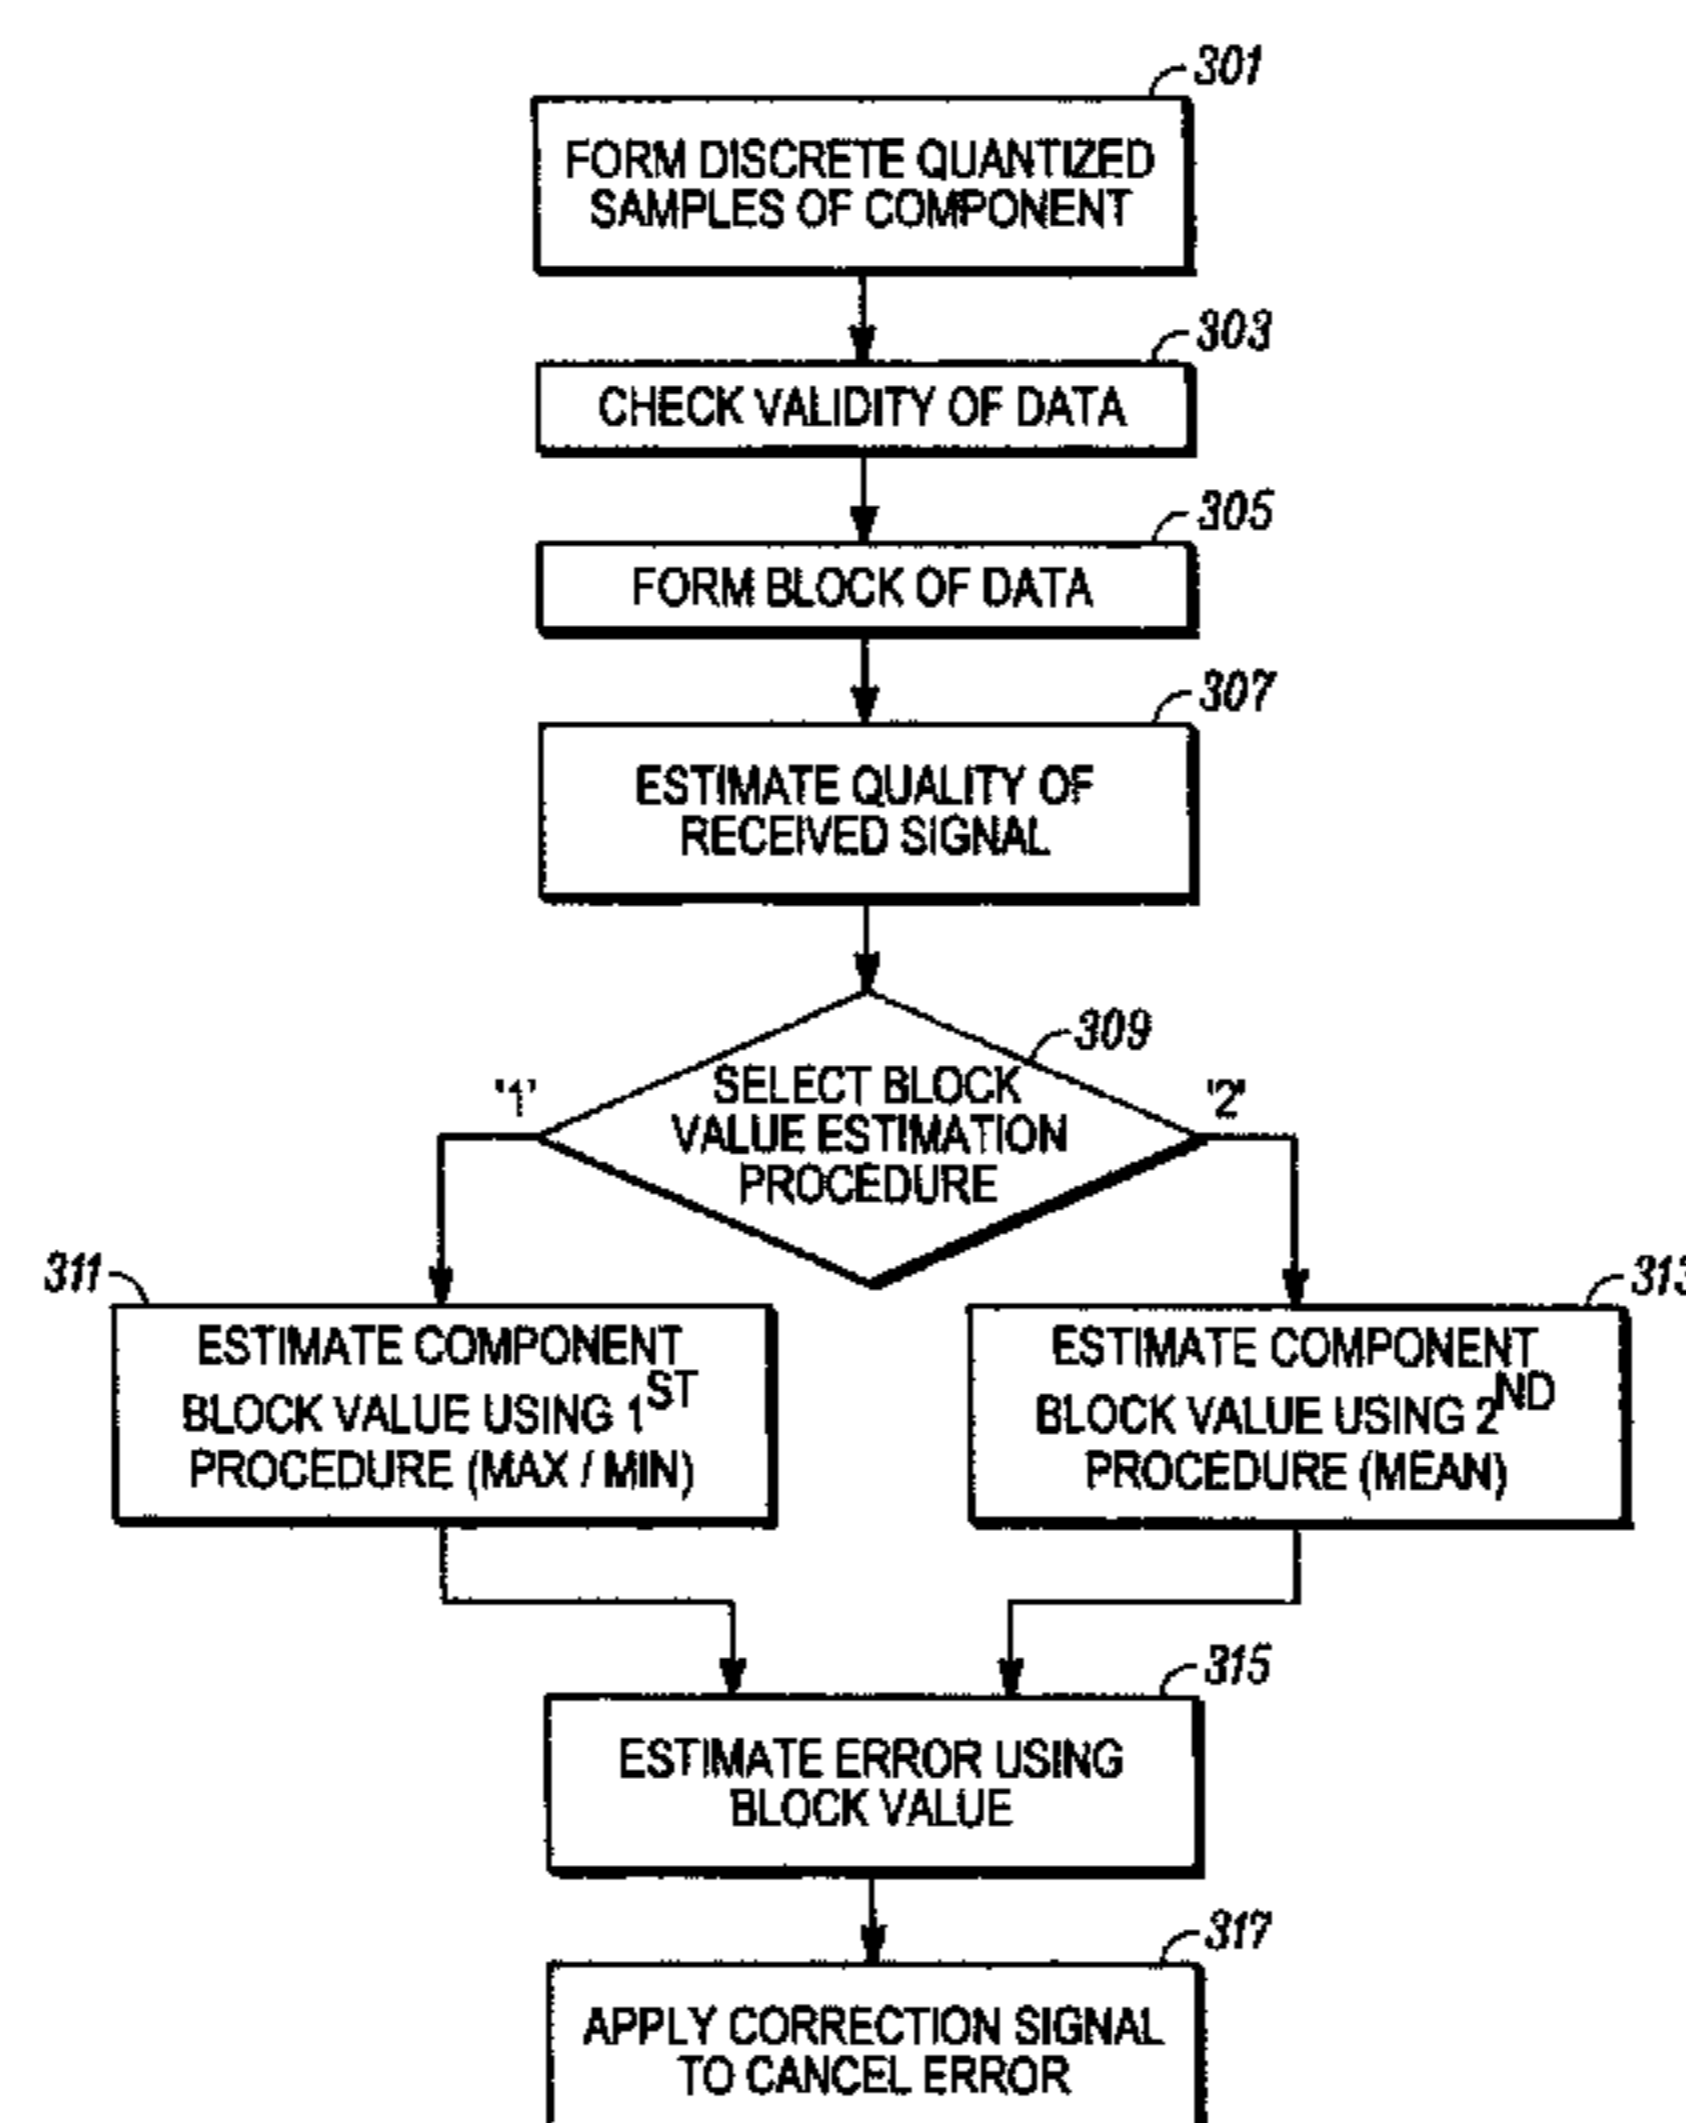 301
FORM DISCRETE QUANTIZED
SAMPLES OF COMPONENT
303
CHECK VALIDITY OF DATA
305
FORM BLOCK OF DATA
307
ESTIMATE QUALITY OF
RECEIVED SIGNAL
309
SELECT BLOCK
VALUE ESTIMATION
PROCEDURE
'1'
'2'
311
ESTIMATE COMPONENT
BLOCK VALUE USING 1ST
PROCEDURE (MAX / MIN)
313
ESTIMATE COMPONENT
BLOCK VALUE USING 2ND
PROCEDURE (MEAN)
315
ESTIMATE ERROR USING
BLOCK VALUE
317
APPLY CORRECTION SIGNAL
TO CANCEL ERROR